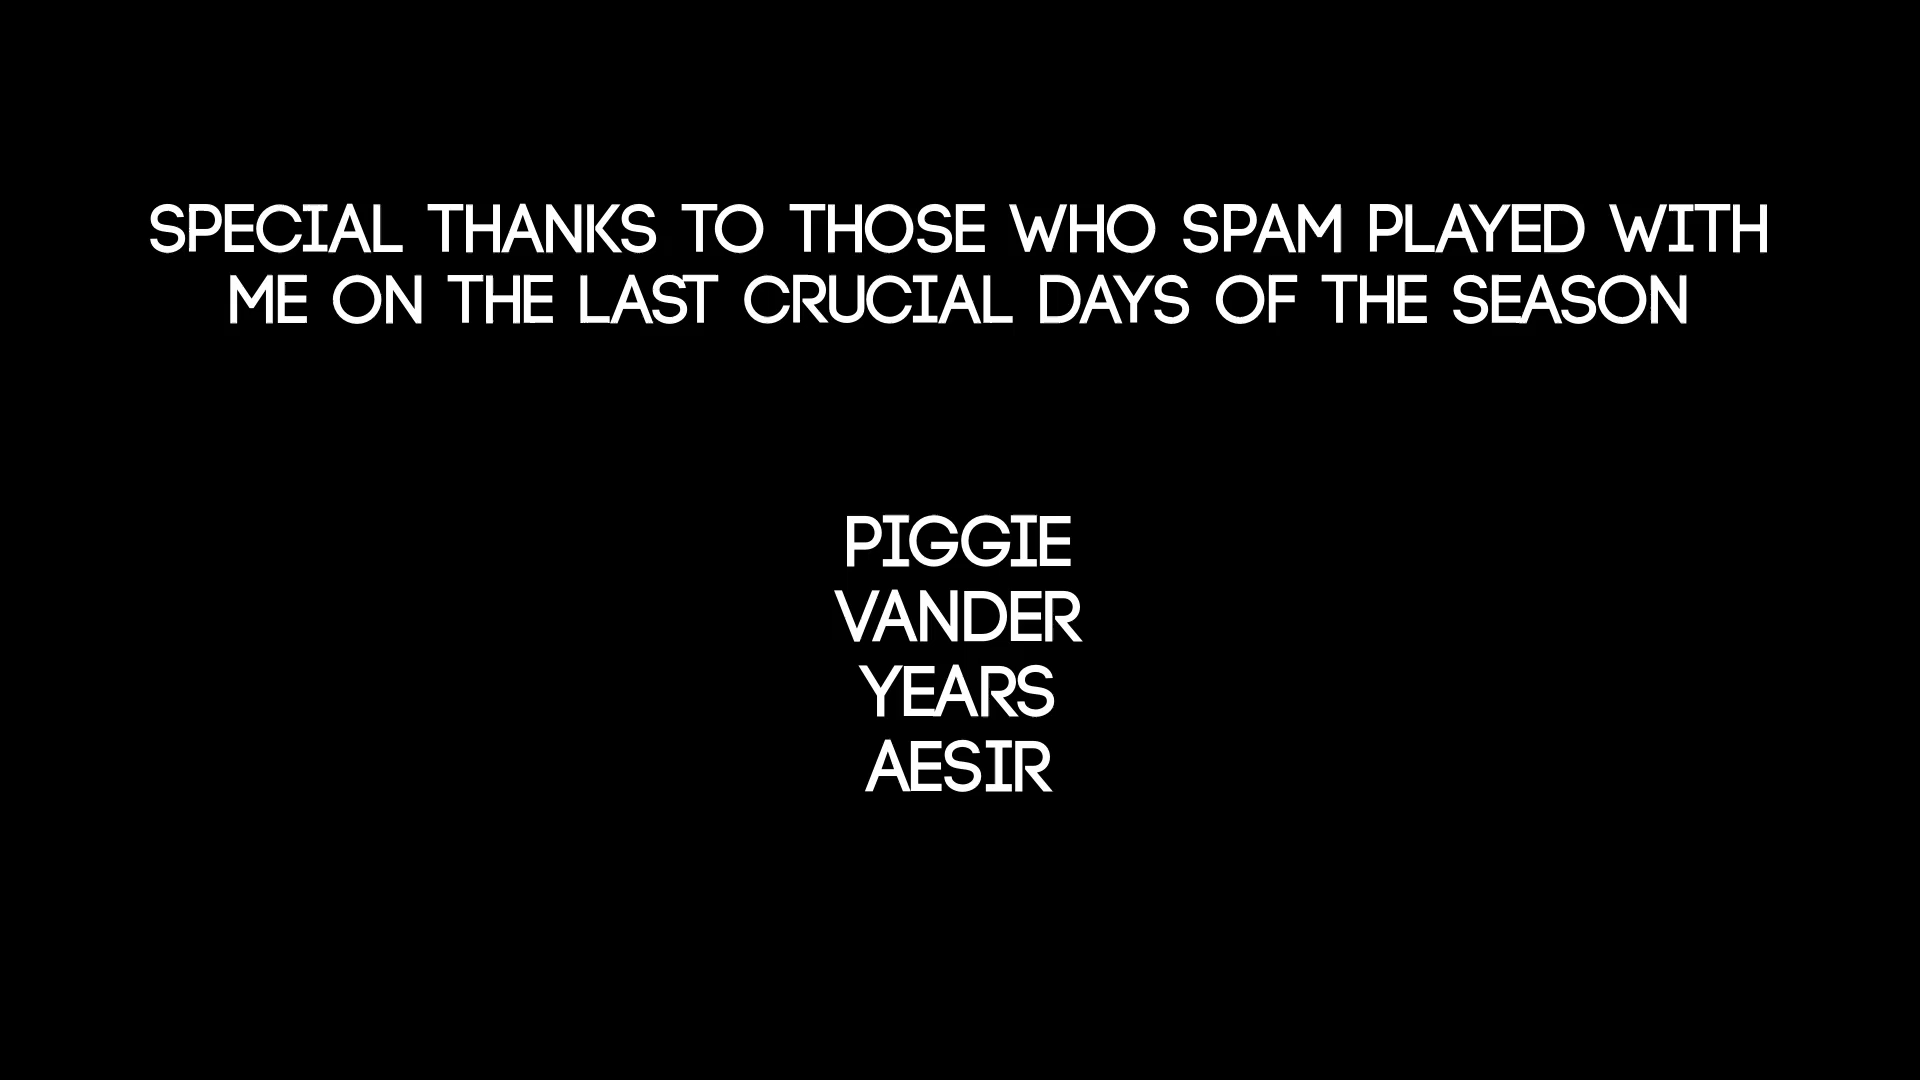 SPECIAL THANKS TO THOSE WHO SPAM PLAYED WITH
ME ON THE LAST CRUCIAL DAYS OF THE SEASON
PIGGIE
VANDER
YEARS
AESIR